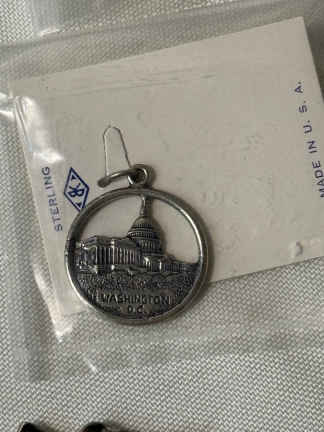 STERLING
MADE IN U. S. A.
WASHINGTON
D.C.